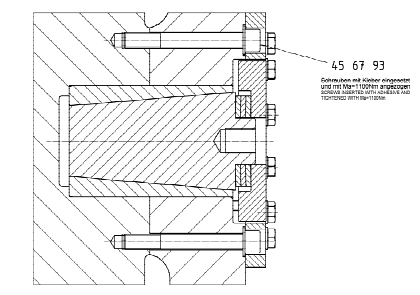 45 67 93
Schrauben mit Kleber eingesetzt
und mit Ma=1100Nm angezogen
SCREWS INSERTED WITH ADHESIVE AND
TIGHTENED WITH Ma=1100Nm